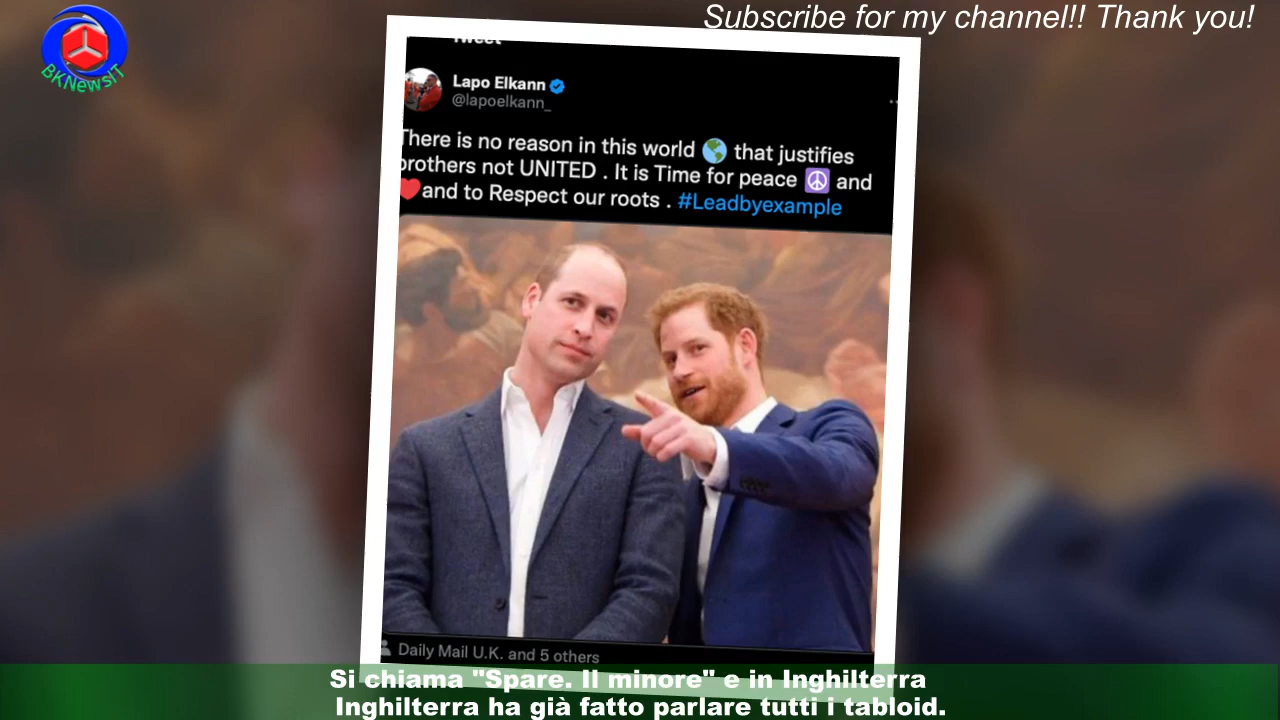 Subscribe for my channel!! Thank you!
BKNewsIT
Tweet
Lapo Elkann
@lapoelkann_
There is no reason in this world 🌎 that justifies
brothers not UNITED . It is Time for peace ☮️ and
❤️and to Respect our roots . #Leadbyexample
Daily Mail U.K. and 5 others
Si chiama "Spare. Il minore" e in Inghilterra
Inghilterra ha già fatto parlare tutti i tabloid.